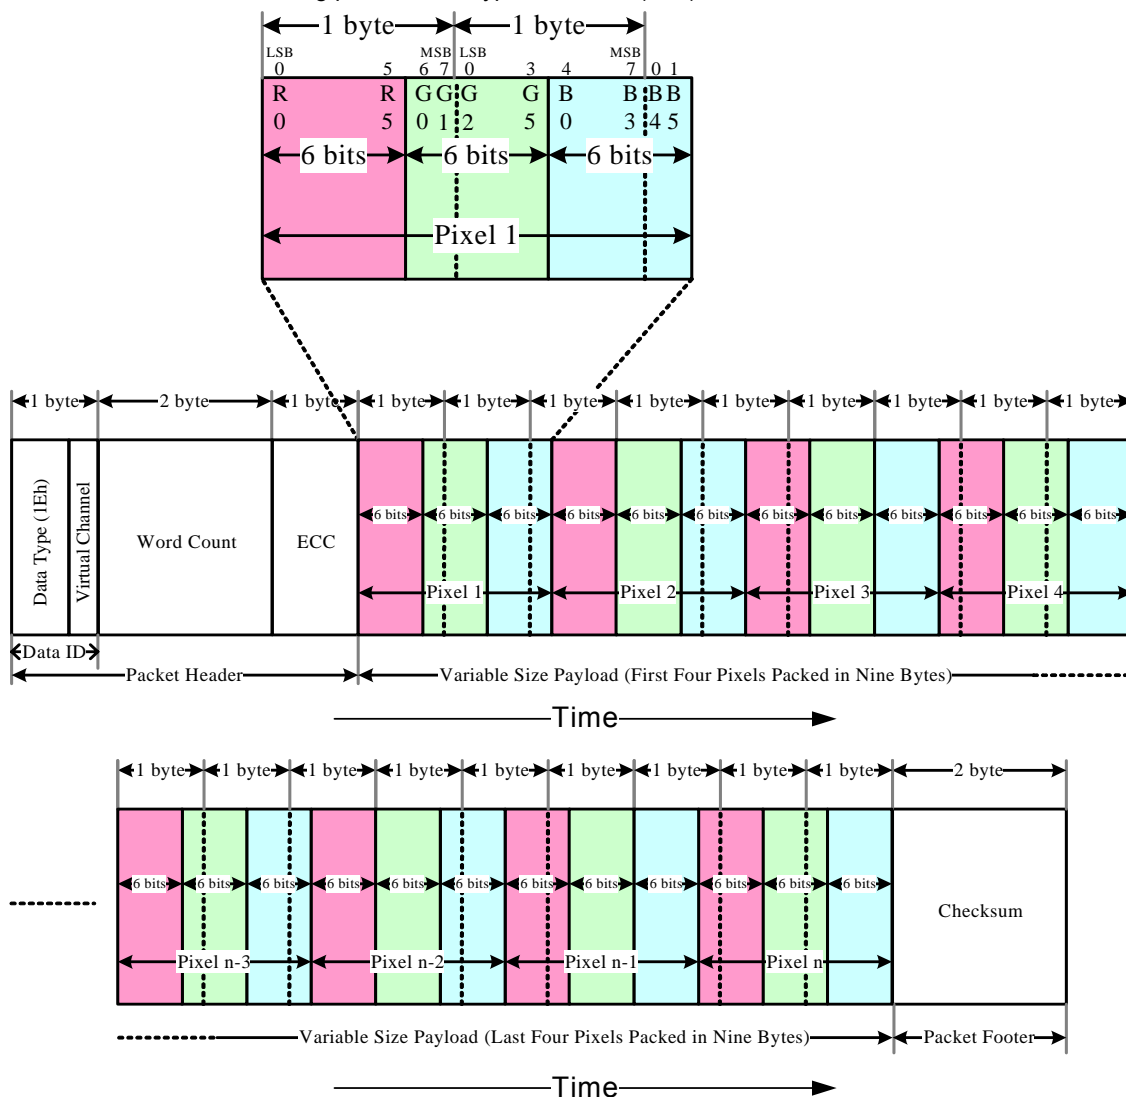 1 byte 1 byte
LSB MSB LSB MSB
0 5 6 7 0 3 4 7 0 1
R R G G G G B B B B
0 5 0 1 2 5 0 3 4 5
6 bits 6 bits 6 bits
Pixel 1
1 byte 2 byte 1 byte 1 byte 1 byte 1 byte 1 byte 1 byte 1 byte 1 byte 1 byte 1 byte
Data Type (1Eh)
Virtual Channel
Word Count
ECC
6 bits 6 bits 6 bits 6 bits 6 bits 6 bits 6 bits 6 bits 6 bits 6 bits 6 bits 6 bits
Pixel 1 Pixel 2 Pixel 3 Pixel 4
Data ID
Packet Header Variable Size Payload (First Four Pixels Packed in Nine Bytes)
Time
1 byte 1 byte 1 byte 1 byte 1 byte 1 byte 1 byte 1 byte 1 byte 2 byte
6 bits 6 bits 6 bits 6 bits 6 bits 6 bits 6 bits 6 bits 6 bits 6 bits 6 bits 6 bits
Checksum
Pixel n-3 Pixel n-2 Pixel n-1 Pixel n
Variable Size Payload (Last Four Pixels Packed in Nine Bytes) Packet Footer
Time